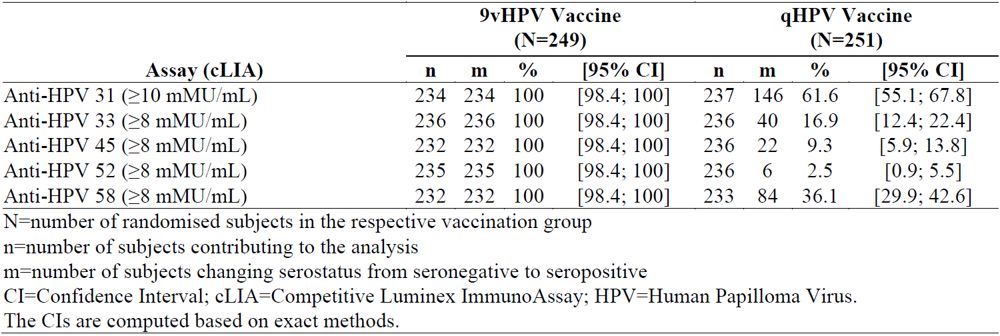 9vHPV Vaccine qHPV Vaccine
(N=249) (N=251)
Assay (cLIA) n m % [95% CI] n m % [95% CI]
Anti-HPV 31 (≥10 mMU/mL) 234 234 100 [98.4; 100] 237 146 61.6 [55.1; 67.8]
Anti-HPV 33 (≥8 mMU/mL) 236 236 100 [98.4; 100] 236 40 16.9 [12.4; 22.4]
Anti-HPV 45 (≥8 mMU/mL) 232 232 100 [98.4; 100] 236 22 9.3 [5.9; 13.8]
Anti-HPV 52 (≥8 mMU/mL) 235 235 100 [98.4; 100] 236 6 2.5 [0.9; 5.5]
Anti-HPV 58 (≥8 mMU/mL) 232 232 100 [98.4; 100] 233 84 36.1 [29.9; 42.6]
N=number of randomised subjects in the respective vaccination group
n=number of subjects contributing to the analysis
m=number of subjects changing serostatus from seronegative to seropositive
CI=Confidence Interval; cLIA=Competitive Luminex ImmunoAssay; HPV=Human Papilloma Virus.
The CIs are computed based on exact methods.